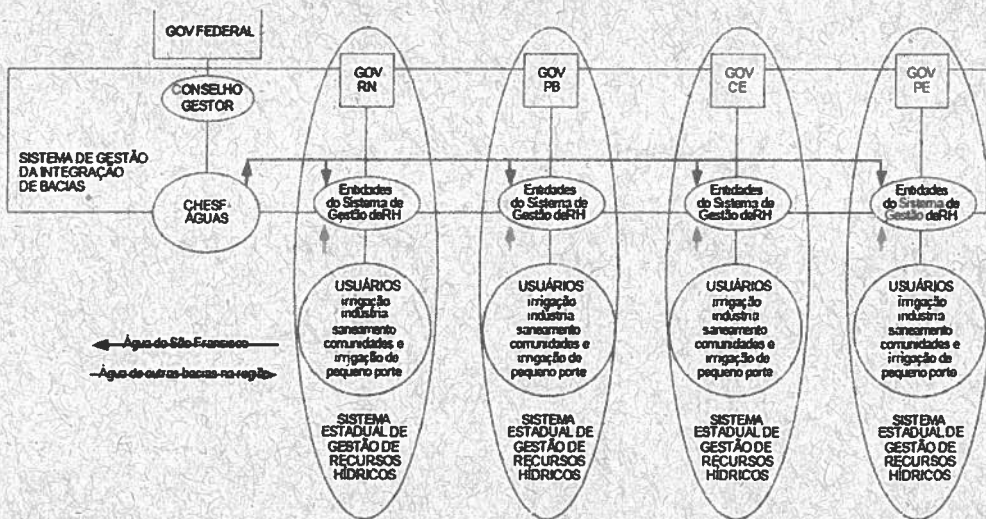 GOV FEDERAL
CONSELHO
GESTOR
SISTEMA DE GESTÃO
DA INTEGRAÇÃO
DE BACIAS
CHESF-
ÁGUAS
Água do São Francisco
Água de outras bacias na região
GOV
RN
Entidades
do Sistema de
Gestão deRH
USUÁRIOS
irrigação
indústria
saneamento
comunidades e
irrigação de
pequeno porte
SISTEMA
ESTADUAL DE
GESTÃO DE
RECURSOS
HÍDRICOS
GOV
PB
Entidades
do Sistema de
Gestão deRH
USUÁRIOS
irrigação
indústria
saneamento
comunidades e
irrigação de
pequeno porte
SISTEMA
ESTADUAL DE
GESTÃO DE
RECURSOS
HÍDRICOS
GOV
CE
Entidades
do Sistema de
Gestão deRH
USUÁRIOS
irrigação
indústria
saneamento
comunidades e
irrigação de
pequeno porte
SISTEMA
ESTADUAL DE
GESTÃO DE
RECURSOS
HÍDRICOS
GOV
PE
Entidades
do Sistema de
Gestão deRH
USUÁRIOS
irrigação
indústria
saneamento
comunidades e
irrigação de
pequeno porte
SISTEMA
ESTADUAL DE
GESTÃO DE
RECURSOS
HÍDRICOS